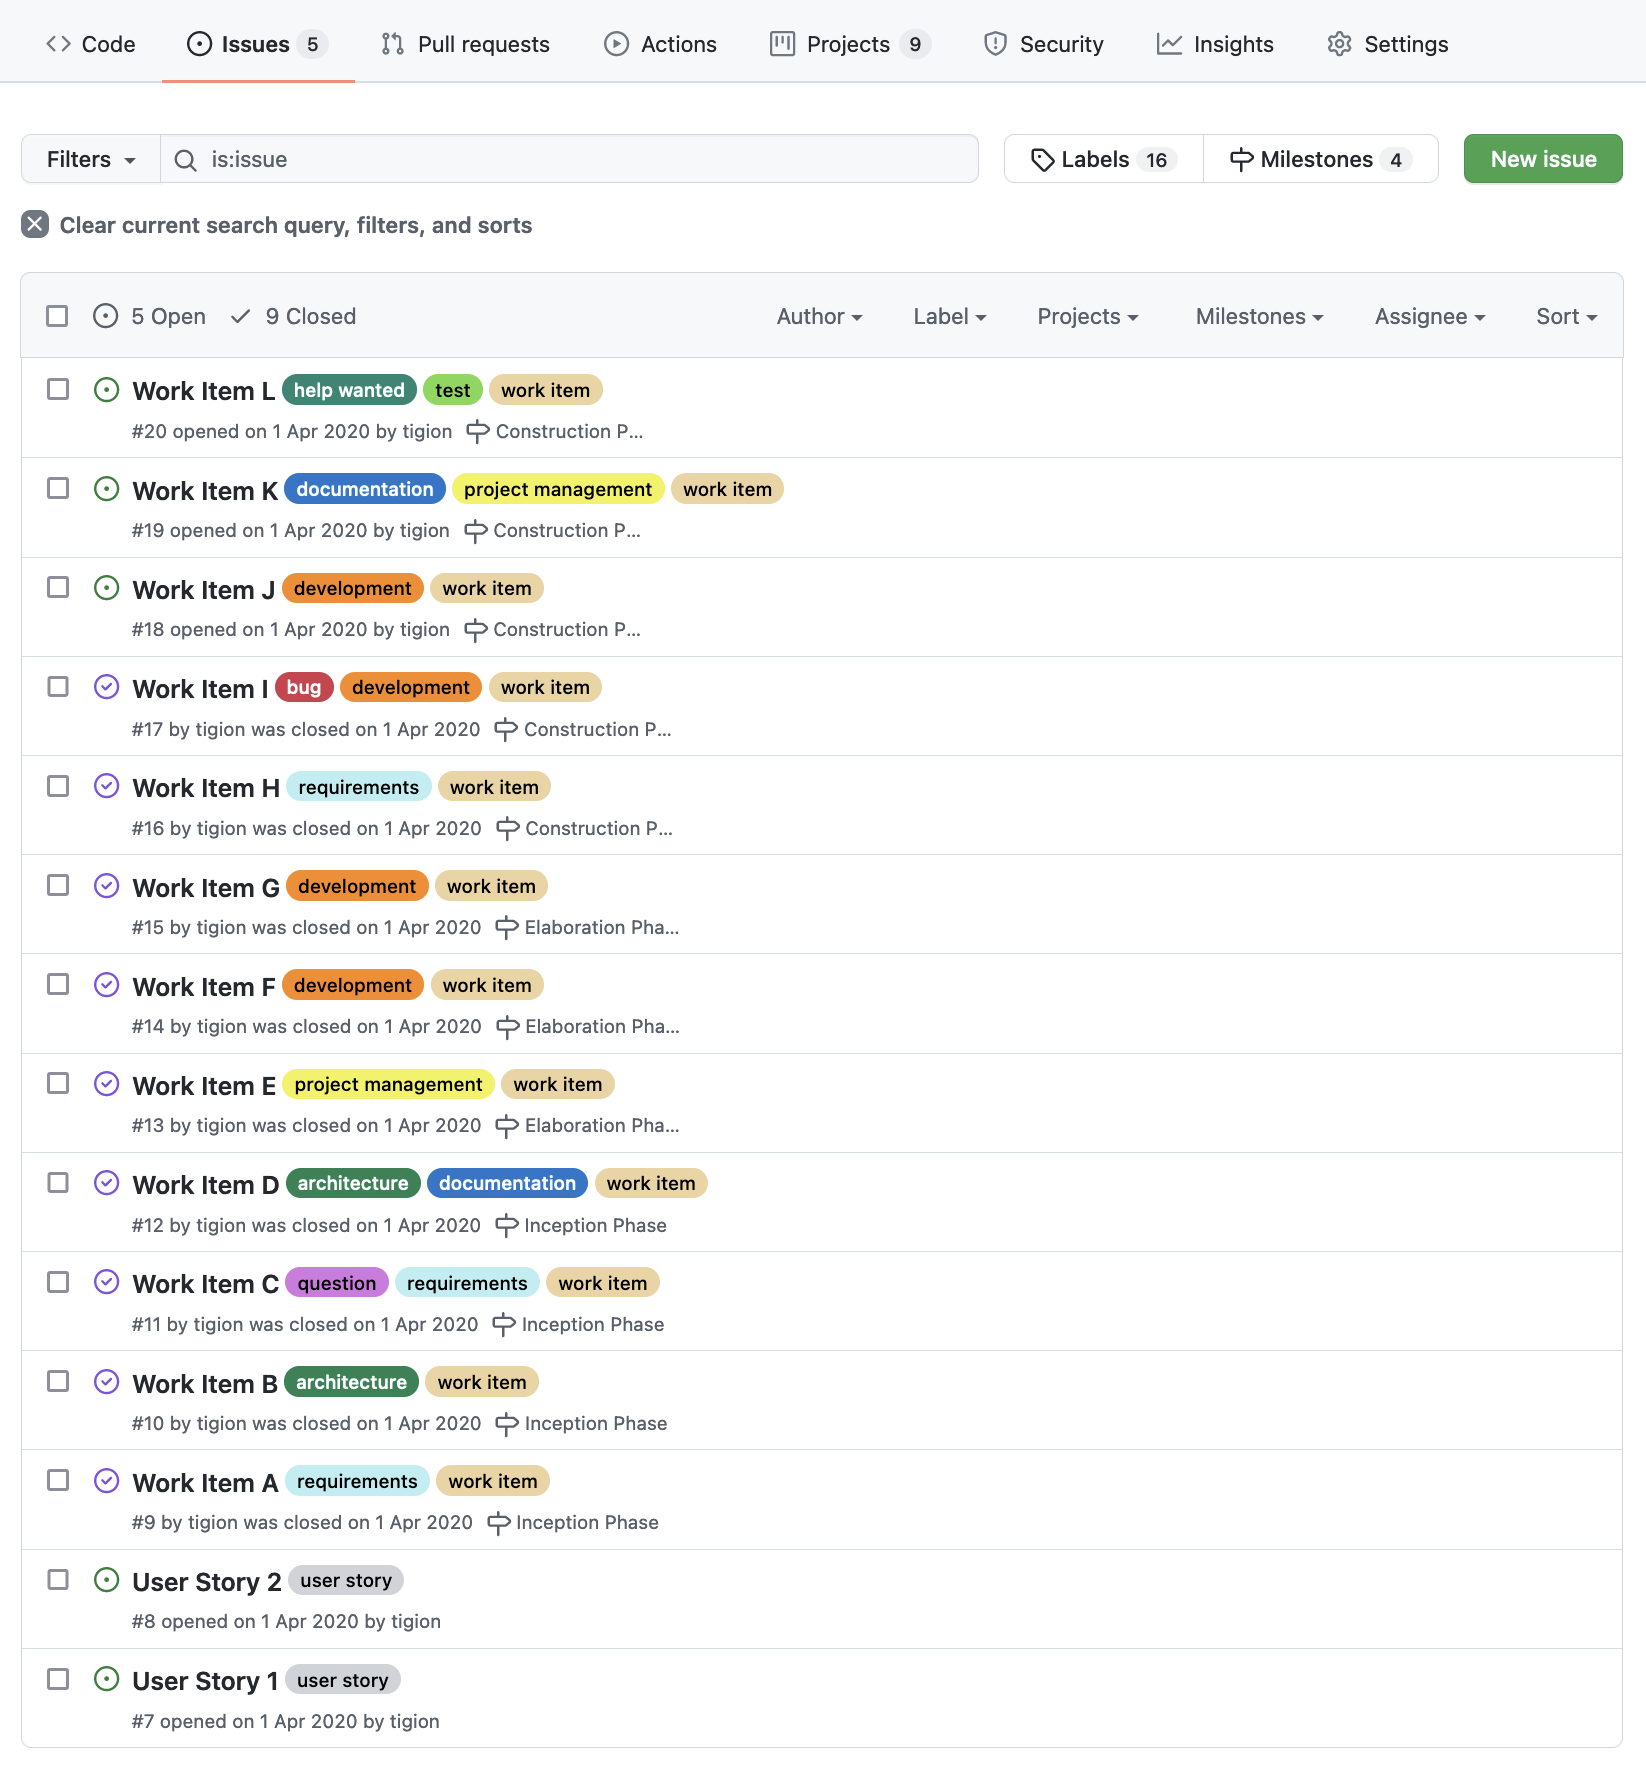 Code Issues 5 Pull requests Actions Projects 9 Security Insights Settings
Filters is:issue Labels 16 Milestones 4 New issue
Clear current search query, filters, and sorts
5 Open 9 Closed Author Label Projects Milestones Assignee Sort
Work Item L help wanted test work item
#20 opened on 1 Apr 2020 by tigion Construction P...
Work Item K documentation project management work item
#19 opened on 1 Apr 2020 by tigion Construction P...
Work Item J development work item
#18 opened on 1 Apr 2020 by tigion Construction P...
Work Item I bug development work item
#17 by tigion was closed on 1 Apr 2020 Construction P...
Work Item H requirements work item
#16 by tigion was closed on 1 Apr 2020 Construction P...
Work Item G development work item
#15 by tigion was closed on 1 Apr 2020 Elaboration Pha...
Work Item F development work item
#14 by tigion was closed on 1 Apr 2020 Elaboration Pha...
Work Item E project management work item
#13 by tigion was closed on 1 Apr 2020 Elaboration Pha...
Work Item D architecture documentation work item
#12 by tigion was closed on 1 Apr 2020 Inception Phase
Work Item C question requirements work item
#11 by tigion was closed on 1 Apr 2020 Inception Phase
Work Item B architecture work item
#10 by tigion was closed on 1 Apr 2020 Inception Phase
Work Item A requirements work item
#9 by tigion was closed on 1 Apr 2020 Inception Phase
User Story 2 user story
#8 opened on 1 Apr 2020 by tigion
User Story 1 user story
#7 opened on 1 Apr 2020 by tigion